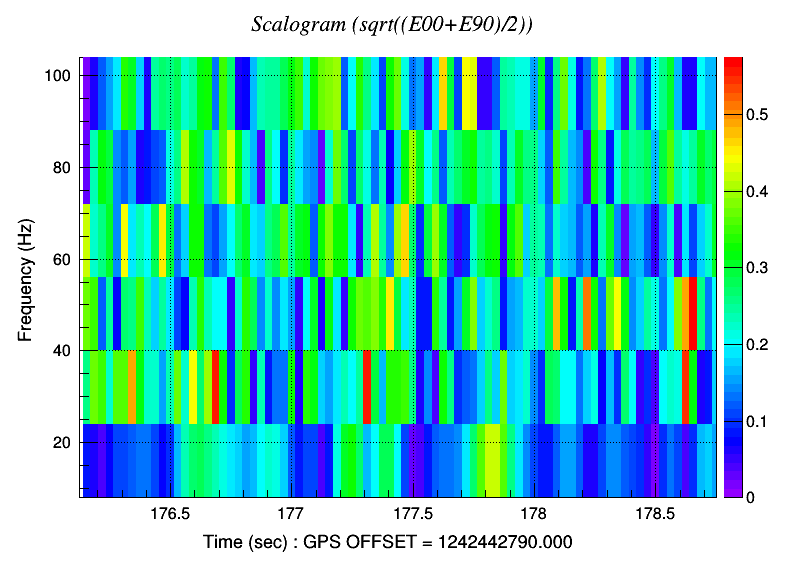 Scalogram (sqrt((E00+E90)/2))
100
80
60
40
20
Frequency (Hz)
176.5 177 177.5 178 178.5
Time (sec) : GPS OFFSET = 1242442790.000
0.5
0.4
0.3
0.2
0.1
0